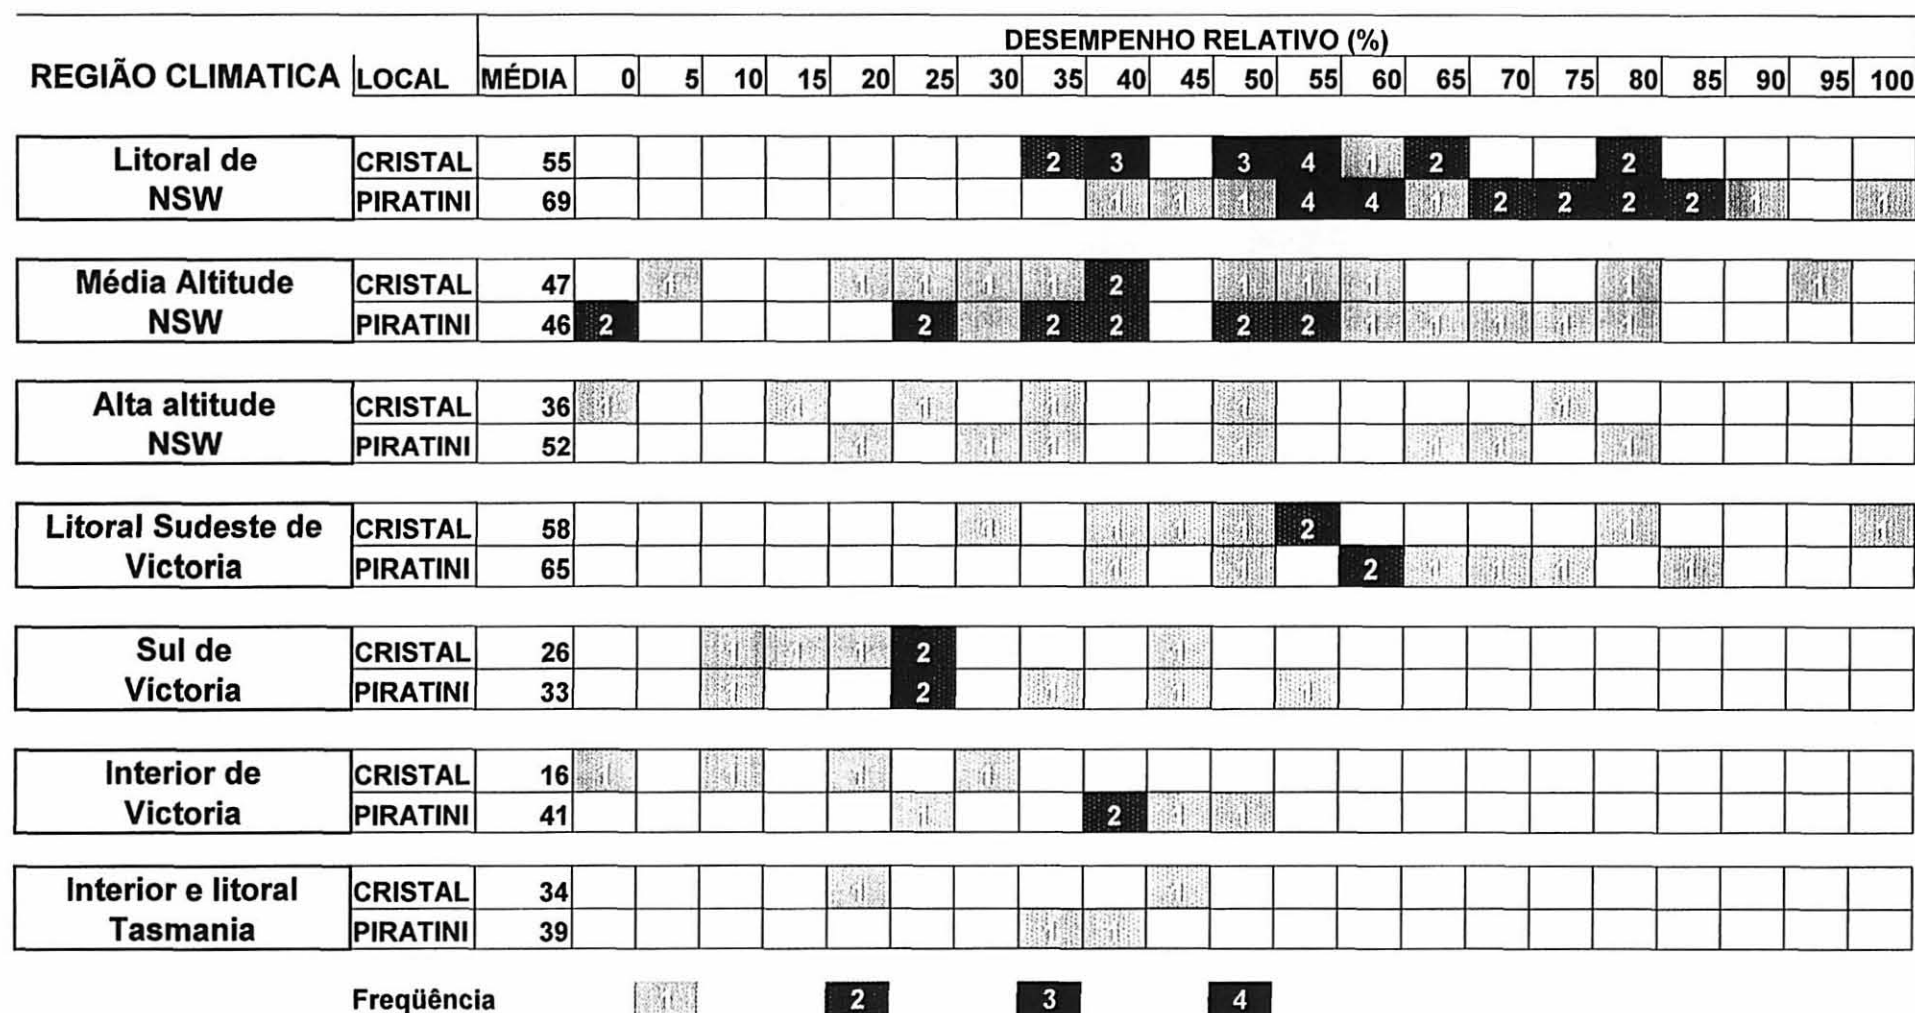 DESEMPENHO RELATIVO (%)
REGIÃO CLIMATICA LOCAL MÉDIA 0 5 10 15 20 25 30 35 40 45 50 55 60 65 70 75 80 85 90 95 100
Litoral de NSW CRISTAL 55 2 3 3 4 1 2 2
PIRATINI 69 1 1 1 4 4 1 2 2 2 2 1 1
Média Altitude NSW CRISTAL 47 1 1 1 1 1 2 1 1 1 1 1
PIRATINI 46 2 2 1 2 2 2 2 1 1 1 1 1
Alta altitude NSW CRISTAL 36 1 1 1 1 1 1
PIRATINI 52 1 1 1 1 1 1 1
Litoral Sudeste de Victoria CRISTAL 58 1 1 1 1 2 1 1
PIRATINI 65 1 1 2 1 1 1 1
Sul de Victoria CRISTAL 26 1 1 1 2 1
PIRATINI 33 1 2 1 1 1
Interior de Victoria CRISTAL 16 1 1 1 1
PIRATINI 41 1 2 1 1
Interior e litoral Tasmania CRISTAL 34 1 1
PIRATINI 39 1 1
Freqüência 1 2 3 4